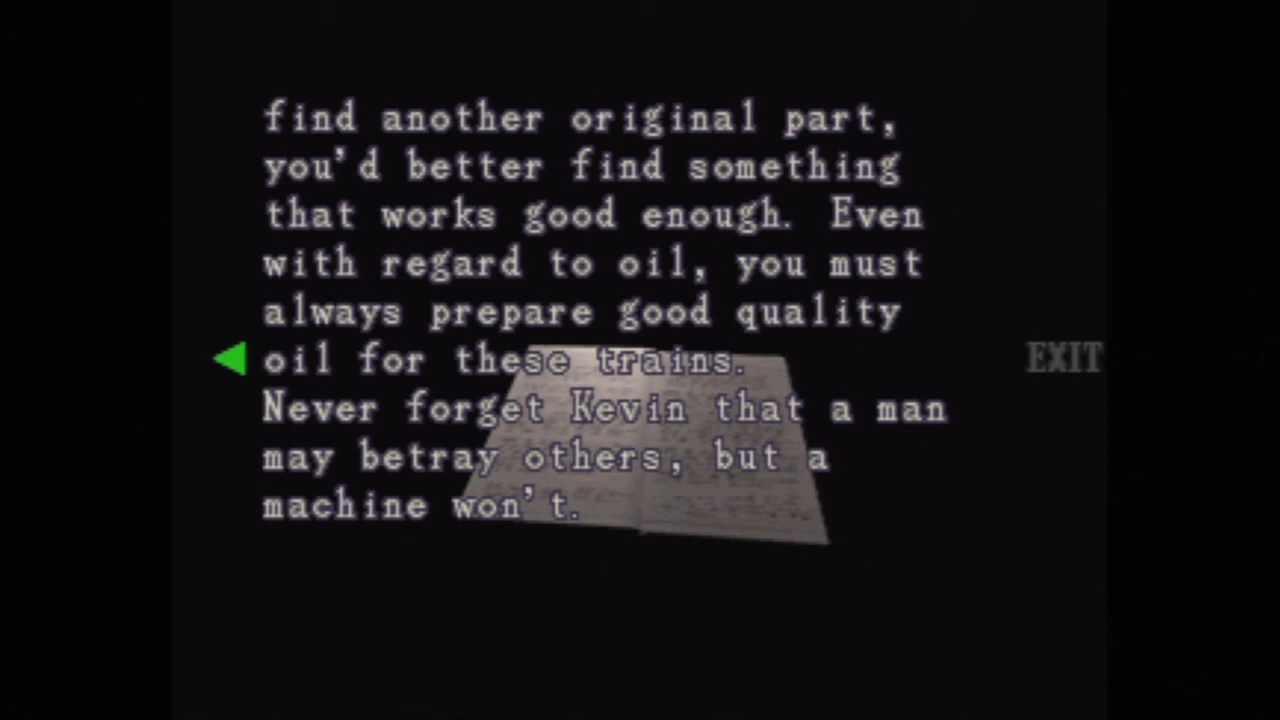 find another original part,
you'd better find something
that works good enough. Even
with regard to oil, you must
always prepare good quality
oil for these trains.
EXIT
Never forget Kevin that a man
may betray others, but a
machine won't.